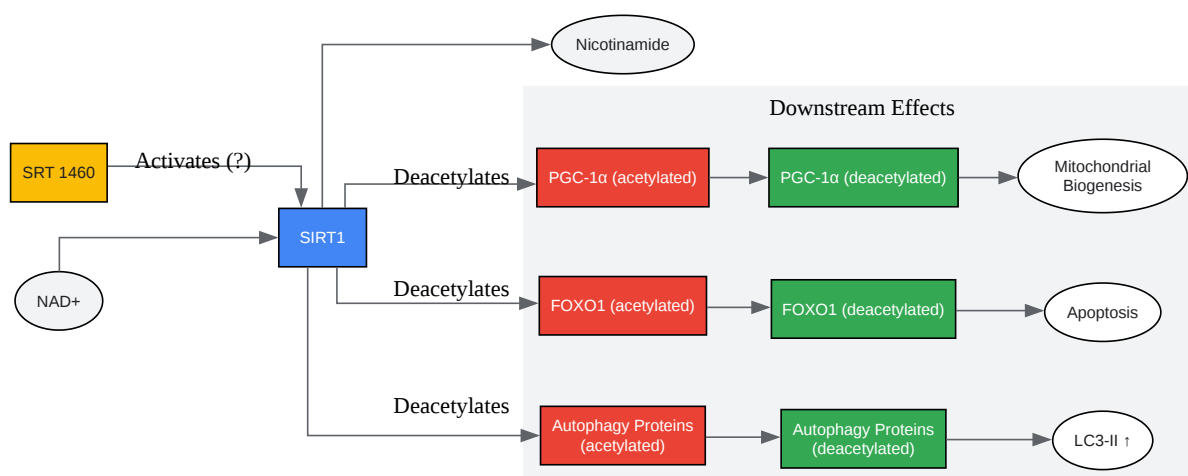 Nicotinamide
Downstream Effects
SRT 1460
Activates (?)
Deacetylates
PGC-1α (acetylated)
PGC-1α (deacetylated)
Mitochondrial
Biogenesis
SIRT1
NAD+
Deacetylates
FOXO1 (acetylated)
FOXO1 (deacetylated)
Apoptosis
Deacetylates
Autophagy Proteins
(acetylated)
Autophagy Proteins
(deacetylated)
LC3-II ↑